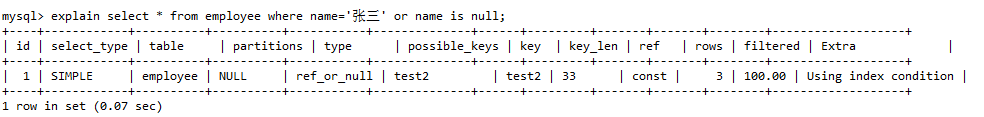 mysql> explain select * from employee where name='张三' or name is null;
+----+-------------+----------+------------+-------------+---------------+-------+---------+-------+------+----------+-----------------------+
| id | select_type | table | partitions | type | possible_keys | key | key_len | ref | rows | filtered | Extra |
+----+-------------+----------+------------+-------------+---------------+-------+---------+-------+------+----------+-----------------------+
| 1 | SIMPLE | employee | NULL | ref_or_null | test2 | test2 | 33 | const | 3 | 100.00 | Using index condition |
+----+-------------+----------+------------+-------------+---------------+-------+---------+-------+------+----------+-----------------------+
1 row in set (0.07 sec)